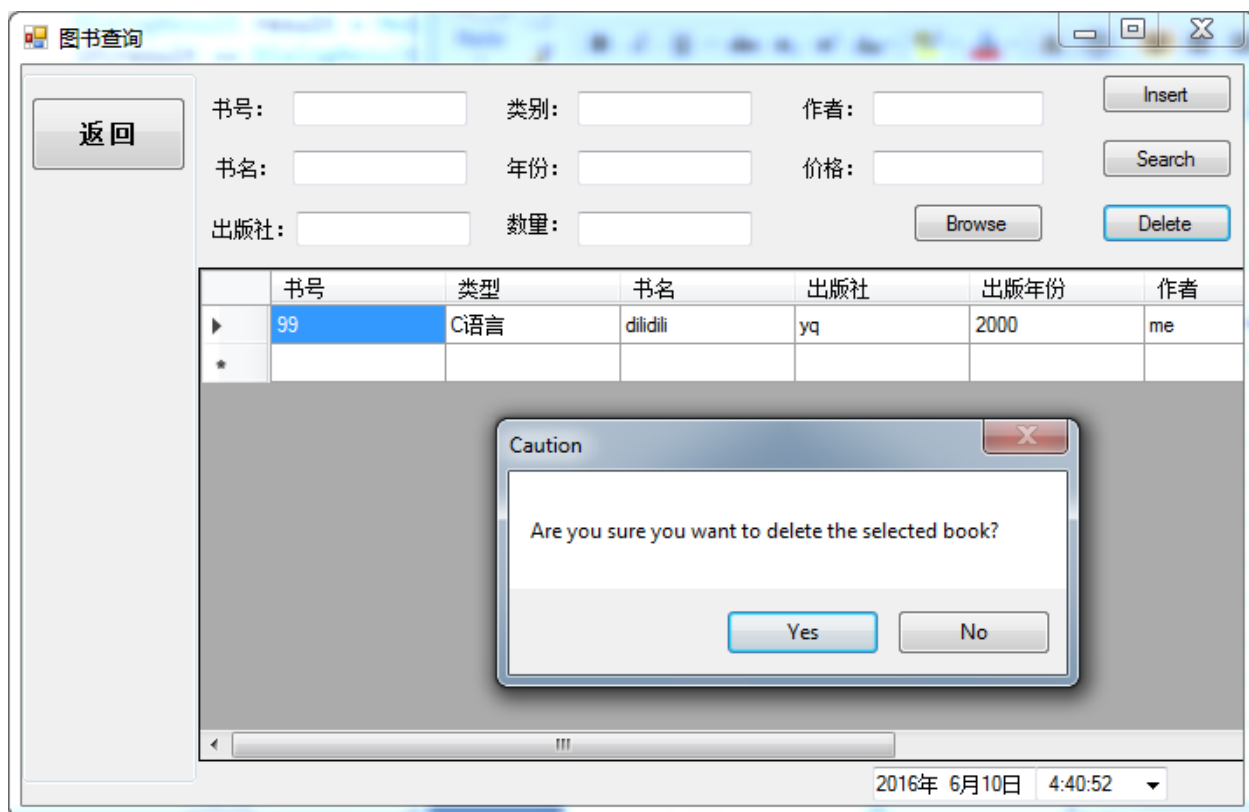 图书查询
返回
书号： 类别： 作者： Insert
书名： 年份： 价格： Search
出版社： 数里： Browse Delete
书号 类型 书名 出版社 出版年份 作者
99 C语言 dilidili yq 2000 me
Caution
Are you sure you want to delete the selected book?
Yes No
2016年 6月10日 4:40:52